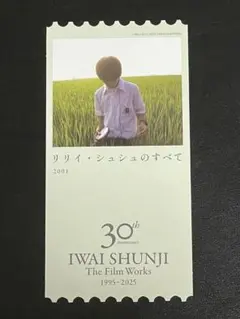 リリイ・シュシュのすべて
2001
30th
ANNIVERSARY
IWAI SHUNJI
The Film Works
1995-2025